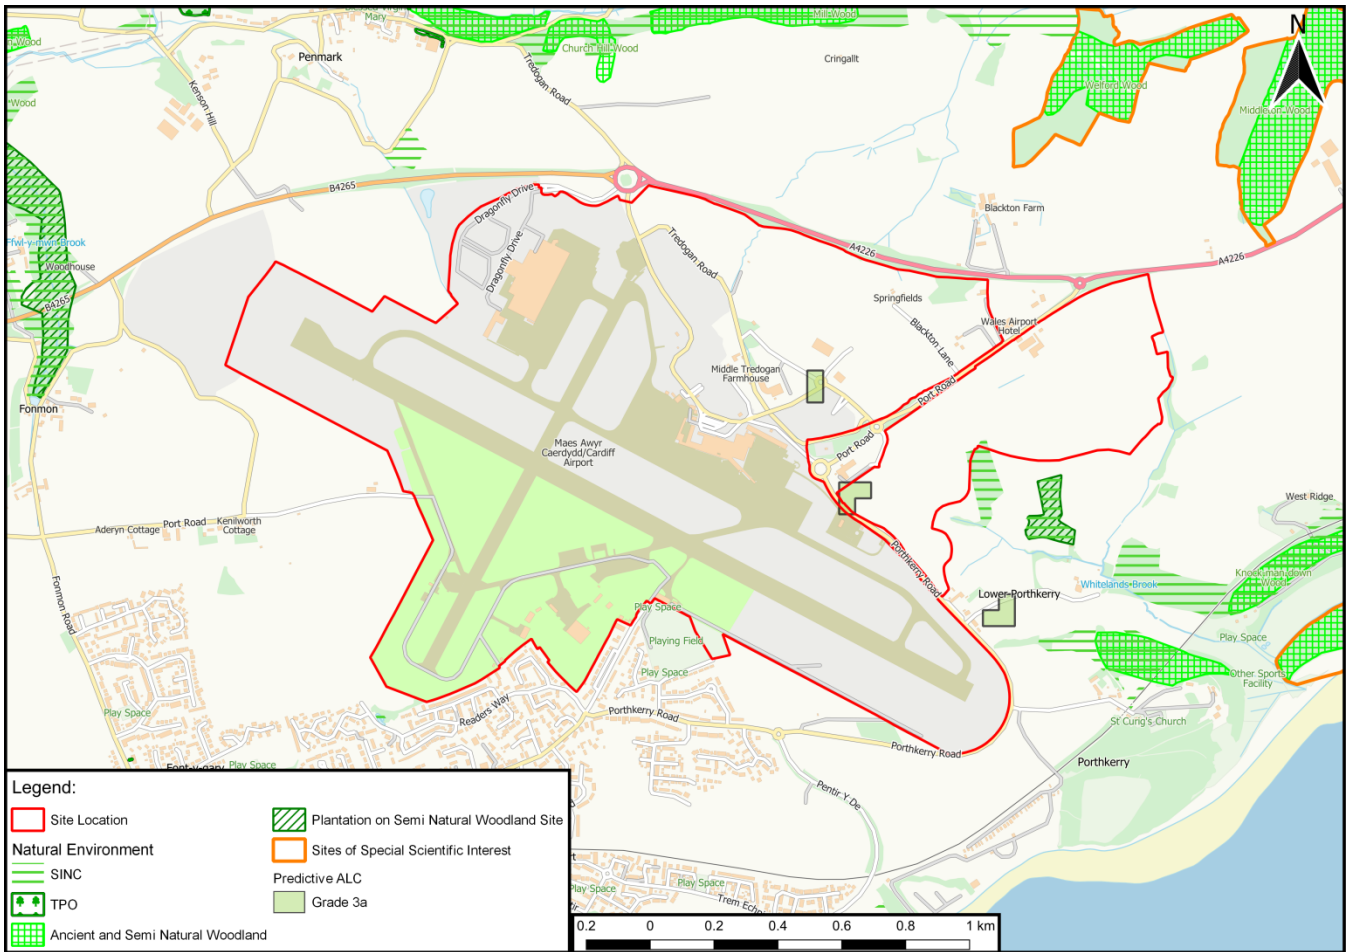 Blessed Virgin
Mary
Mill Wood
N
Church Hill Wood
Penmark
Tredogan Road
Cringallt
Kenson Hill
Wood
Welford Wood
Middleton Wood
B4265
Dragonfly Drive
Blackton Farm
Ffwl-y-mwn Brook
Woodhouse
Tredogan Road
A4226
A4226
Dragonfly Drive
B4265
Springfields
Blackton Lane
Wales Airport
Hotel
Middle Tredogan
Farmhouse
Port Road
Fonmon
Maes Awyr
Caerdydd/Cardiff
Airport
Port Road
West Ridge
Aderyn Cottage
Port Road
Kenilworth
Cottage
Porthkerry Road
Knockmandown
Wood
Whitelands Brook
Fonmon Road
Lower Porthkerry
Play Space
Play Space
Playing Field
Play Space
Other Sports
Facility
Play Space
Readers Way
Porthkerry Road
St Curig's Church
Porthkerry Road
Porthkerry
Font-y-gary
Play Space
Pentir Y De
Legend:
Site Location
Natural Environment
SINC
TPO
Ancient and Semi Natural Woodland
Plantation on Semi Natural Woodland Site
Sites of Special Scientific Interest
Predictive ALC
Grade 3a
Play Space
Play Space
0.2 0 0.2 0.4 0.6 0.8 1 km